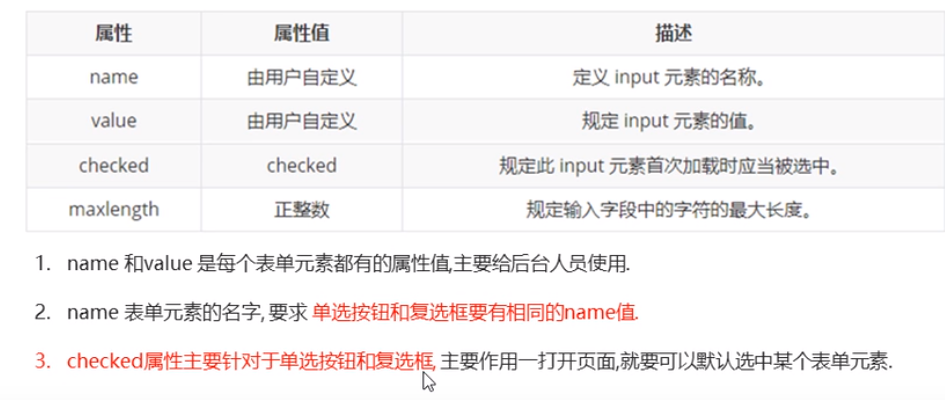 属性 属性值 描述
name 由用户自定义 定义 input 元素的名称。
value 由用户自定义 规定 input 元素的值。
checked checked 规定此 input 元素首次加载时应当被选中。
maxlength 正整数 规定输入字段中的字符的最大长度。
1. name 和value 是每个表单元素都有的属性值,主要给后台人员使用.
2. name 表单元素的名字, 要求 单选按钮和复选框要有相同的name值.
3. checked属性主要针对于单选按钮和复选框, 主要作用一打开页面,就要可以默认选中某个表单元素.